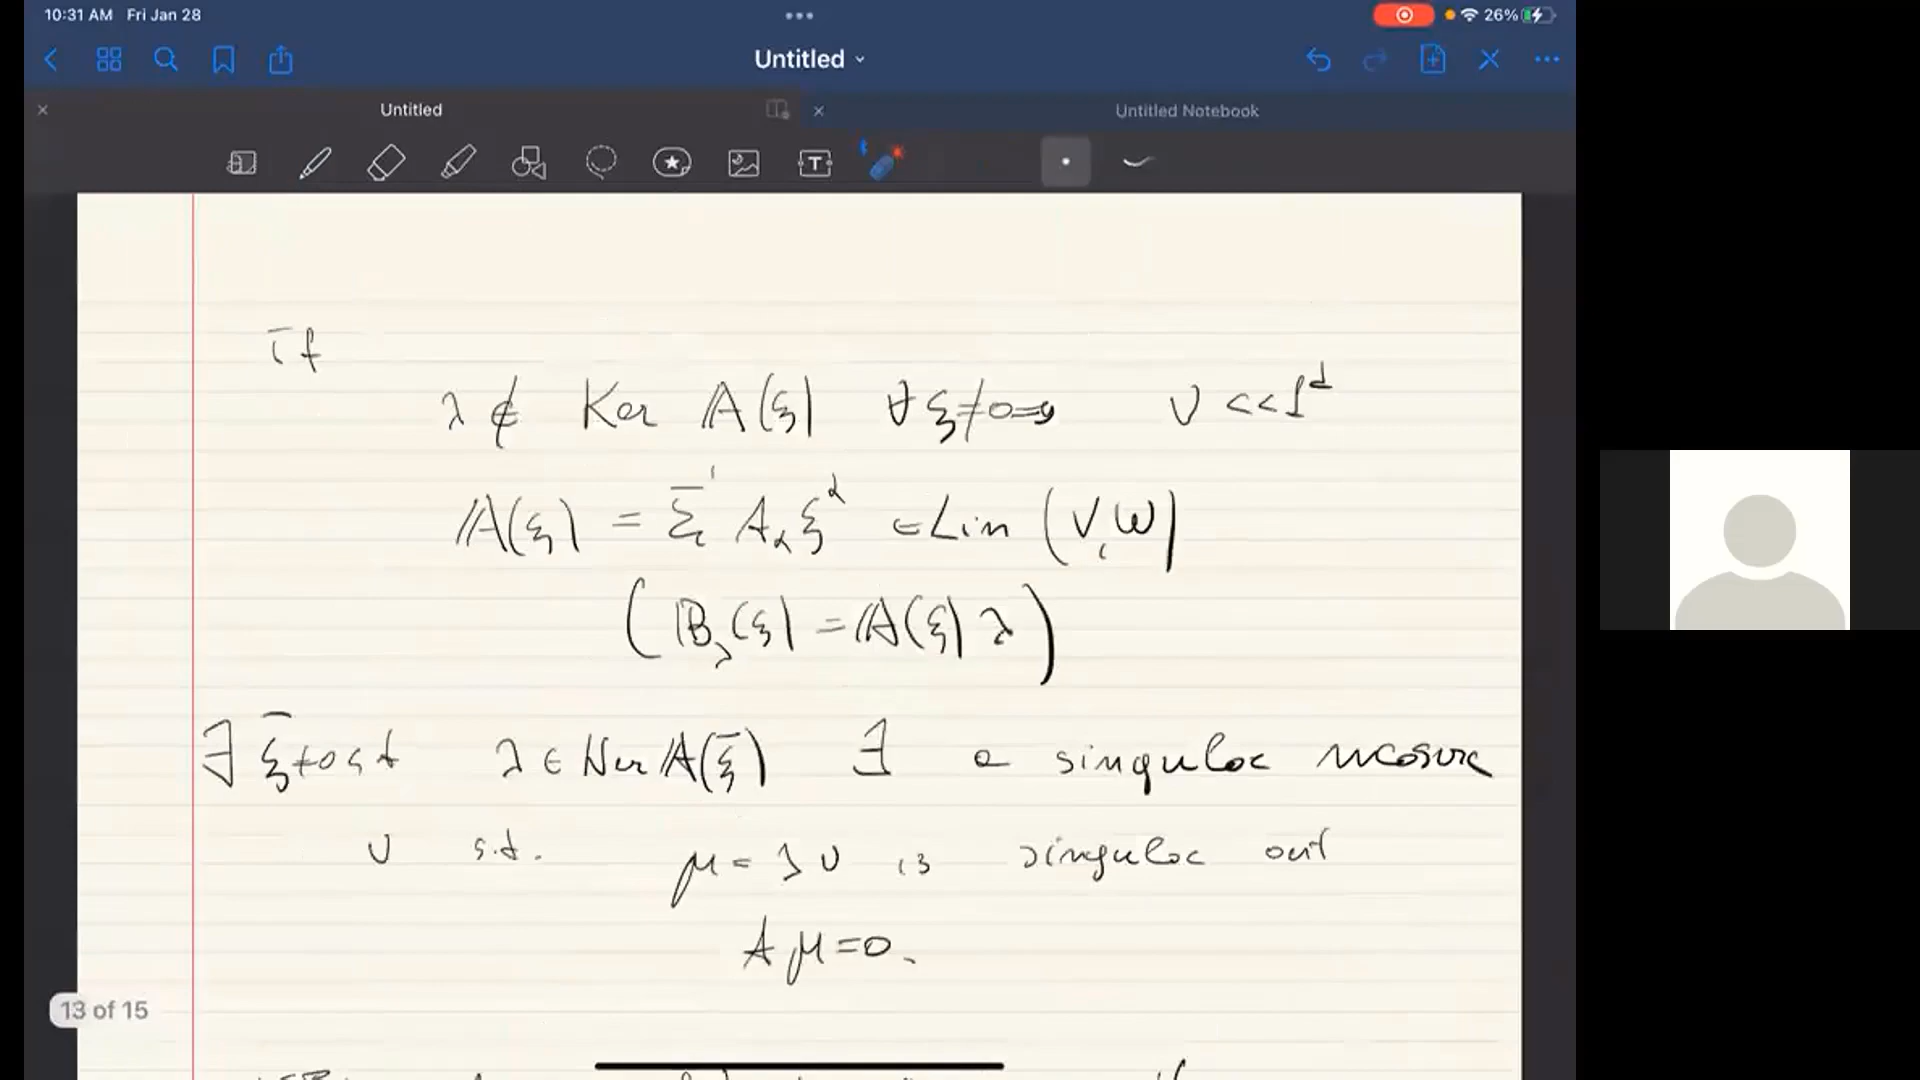 10:31 AM Fri Jan 28
26%
Untitled
Untitled
Untitled Notebook
if
λ ∉ Ker 𝔸(ξ) ∀ ξ≠0 ⇒ ν << L^d
𝔸(ξ) = Σ' A_α ξ^α ∈ Lin (V, W)
(𝔹_λ(ξ) = 𝔸(ξ) λ)
∃ ξ̄≠0 s.t λ ∈ Ker 𝔸(ξ̄) ∃ a singular measure
ν s.t. μ = λ ν is singular and
A μ = 0.
13 of 15